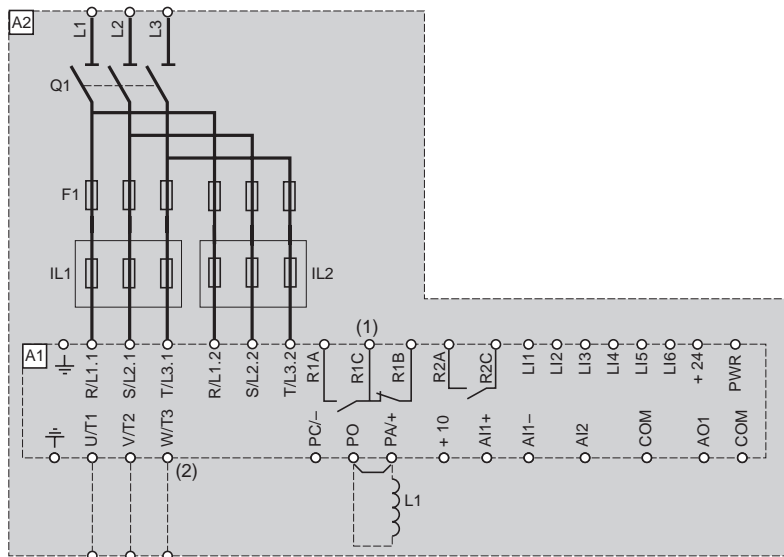 A2
L1
L2
L3
Q1
F1
IL1
IL2
(1)
A1
R/L1.1
S/L2.1
T/L3.1
R/L1.2
S/L2.2
T/L3.2
R1A
R1C
R1B
R2A
R2C
LI1
LI2
LI3
LI4
LI5
LI6
+ 24
PWR
U/T1
V/T2
W/T3
PC/–
PO
PA/+
+ 10
AI1+
AI1–
AI2
COM
AO1
COM
(2)
L1